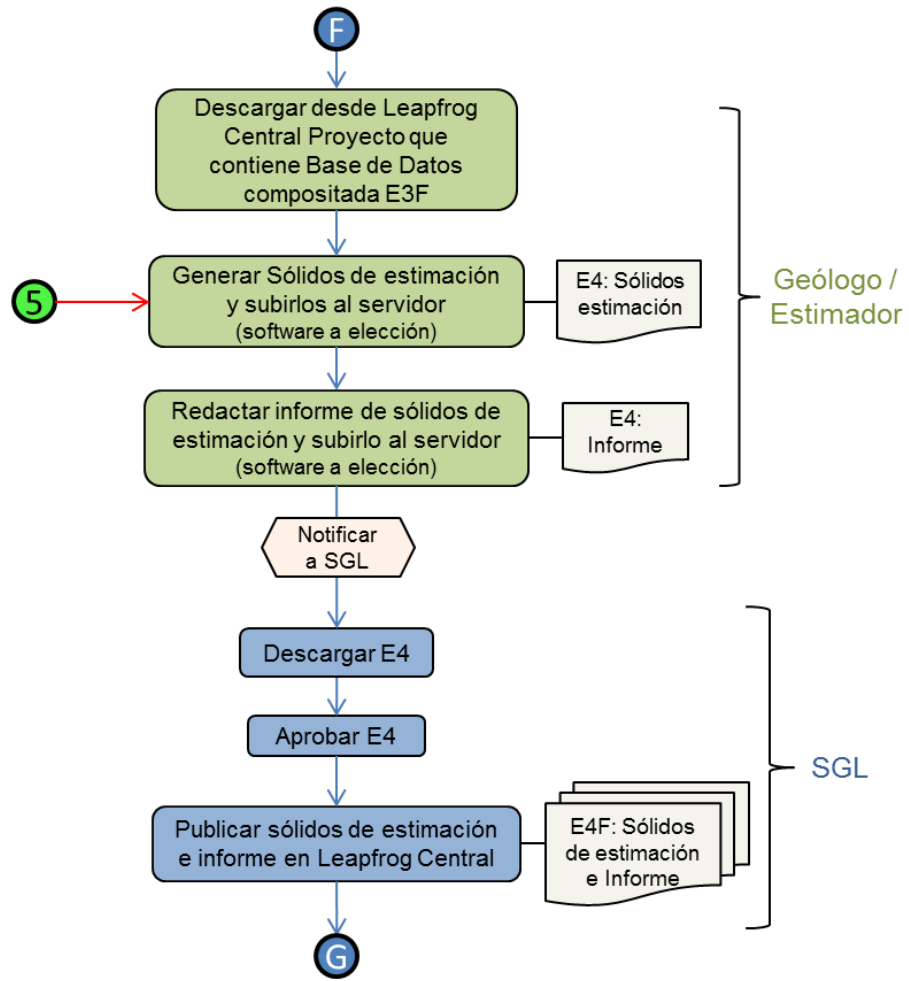 F
Descargar desde Leapfrog
Central Proyecto que
contiene Base de Datos
compositada E3F
5
Generar Sólidos de estimación
y subirlos al servidor
(software a elección)
E4: Sólidos
estimación
Geólogo /
Estimador
Redactar informe de sólidos de
estimación y subirlo al servidor
(software a elección)
E4:
Informe
Notificar
a SGL
Descargar E4
Aprobar E4
SGL
Publicar sólidos de estimación
e informe en Leapfrog Central
E4F: Sólidos
de estimación
e Informe
G